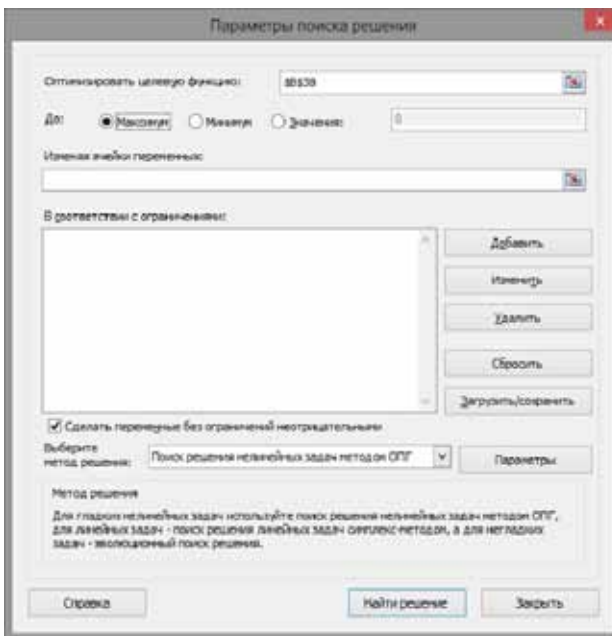 Параметры поиска решения
Оптимизировать целевую функцию:
До: Максимум Минимум Значения: 0
Изменяя ячейки переменных:
В соответствии с ограничениями:
Добавить
Изменить
Удалить
Сбросить
Загрузить/сохранить
Сделать переменные без ограничений неотрицательными
Выберите
метод решения: Поиск решения нелинейных задач методом ОПГ Параметры
Метод решения
Для гладких нелинейных задач используйте поиск решения нелинейных задач методом ОПГ,
для линейных задач - поиск решения линейных задач симплекс-методом, а для негладких
задач - эволюционный поиск решения.
Справка Найти решение Закрыть